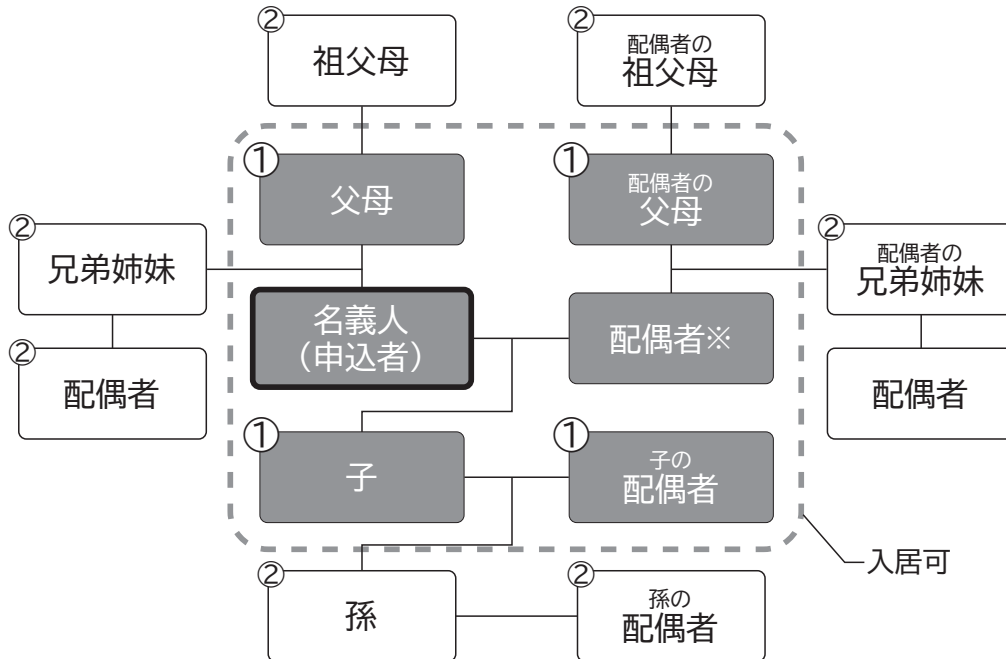 ②
祖父母
②
配偶者の
祖父母
①
父母
①
配偶者の
父母
②
兄弟姉妹
②
配偶者の
兄弟姉妹
名義人
（申込者）
配偶者※
②
配偶者
配偶者
①
子
①
子の
配偶者
入居可
②
孫
②
孫の
配偶者